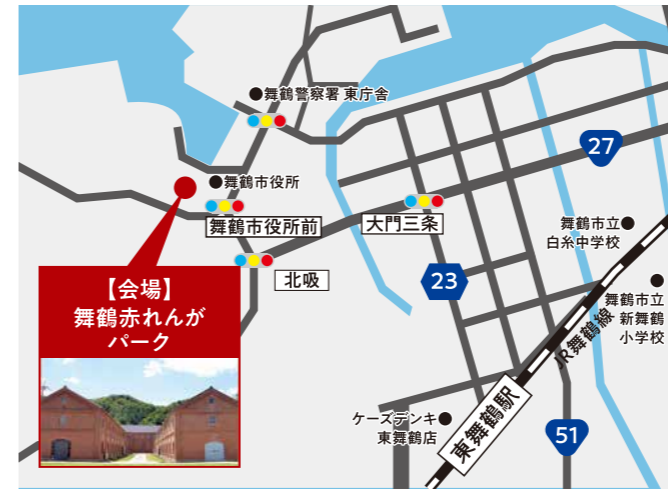 舞鶴警察署 東庁舎
27
舞鶴市役所
舞鶴市役所前
大門三条
舞鶴市立
白糸中学校
北吸
23
【会場】
舞鶴赤れんが
パーク
舞鶴市立
新舞鶴
小学校
JR舞鶴線
ケーズデンキ
東舞鶴店
東舞鶴駅
51